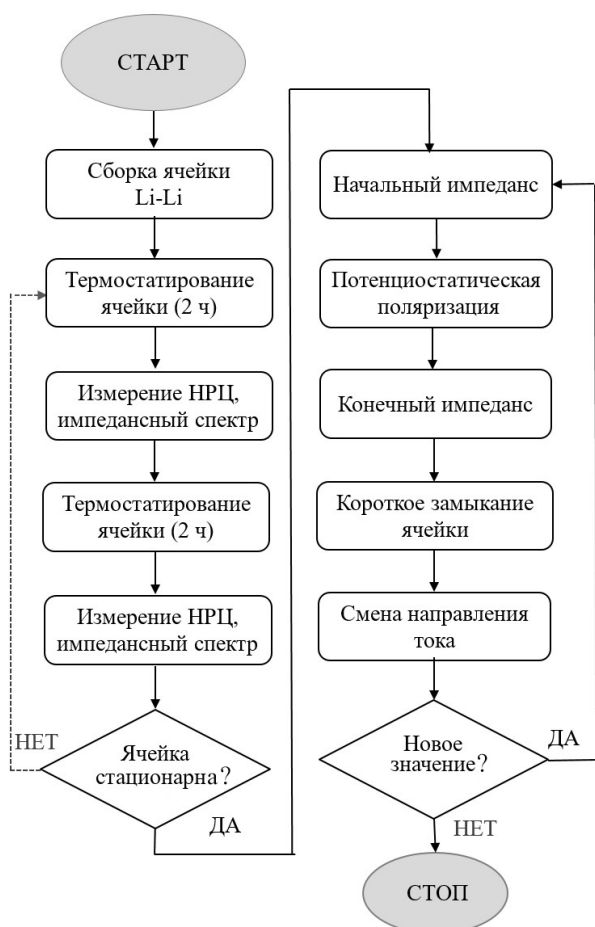 СТАРТ
Сборка ячейки
Li-Li
Термостатирование
ячейки (2 ч)
Измерение НРЦ,
импедансный спектр
Термостатирование
ячейки (2 ч)
Измерение НРЦ,
импедансный спектр
НЕТ
Ячейка
стационарна?
ДА
Начальный импеданс
Потенциостатическая
поляризация
Конечный импеданс
Короткое замыкание
ячейки
Смена направления
тока
Новое
значение?
ДА
НЕТ
СТОП